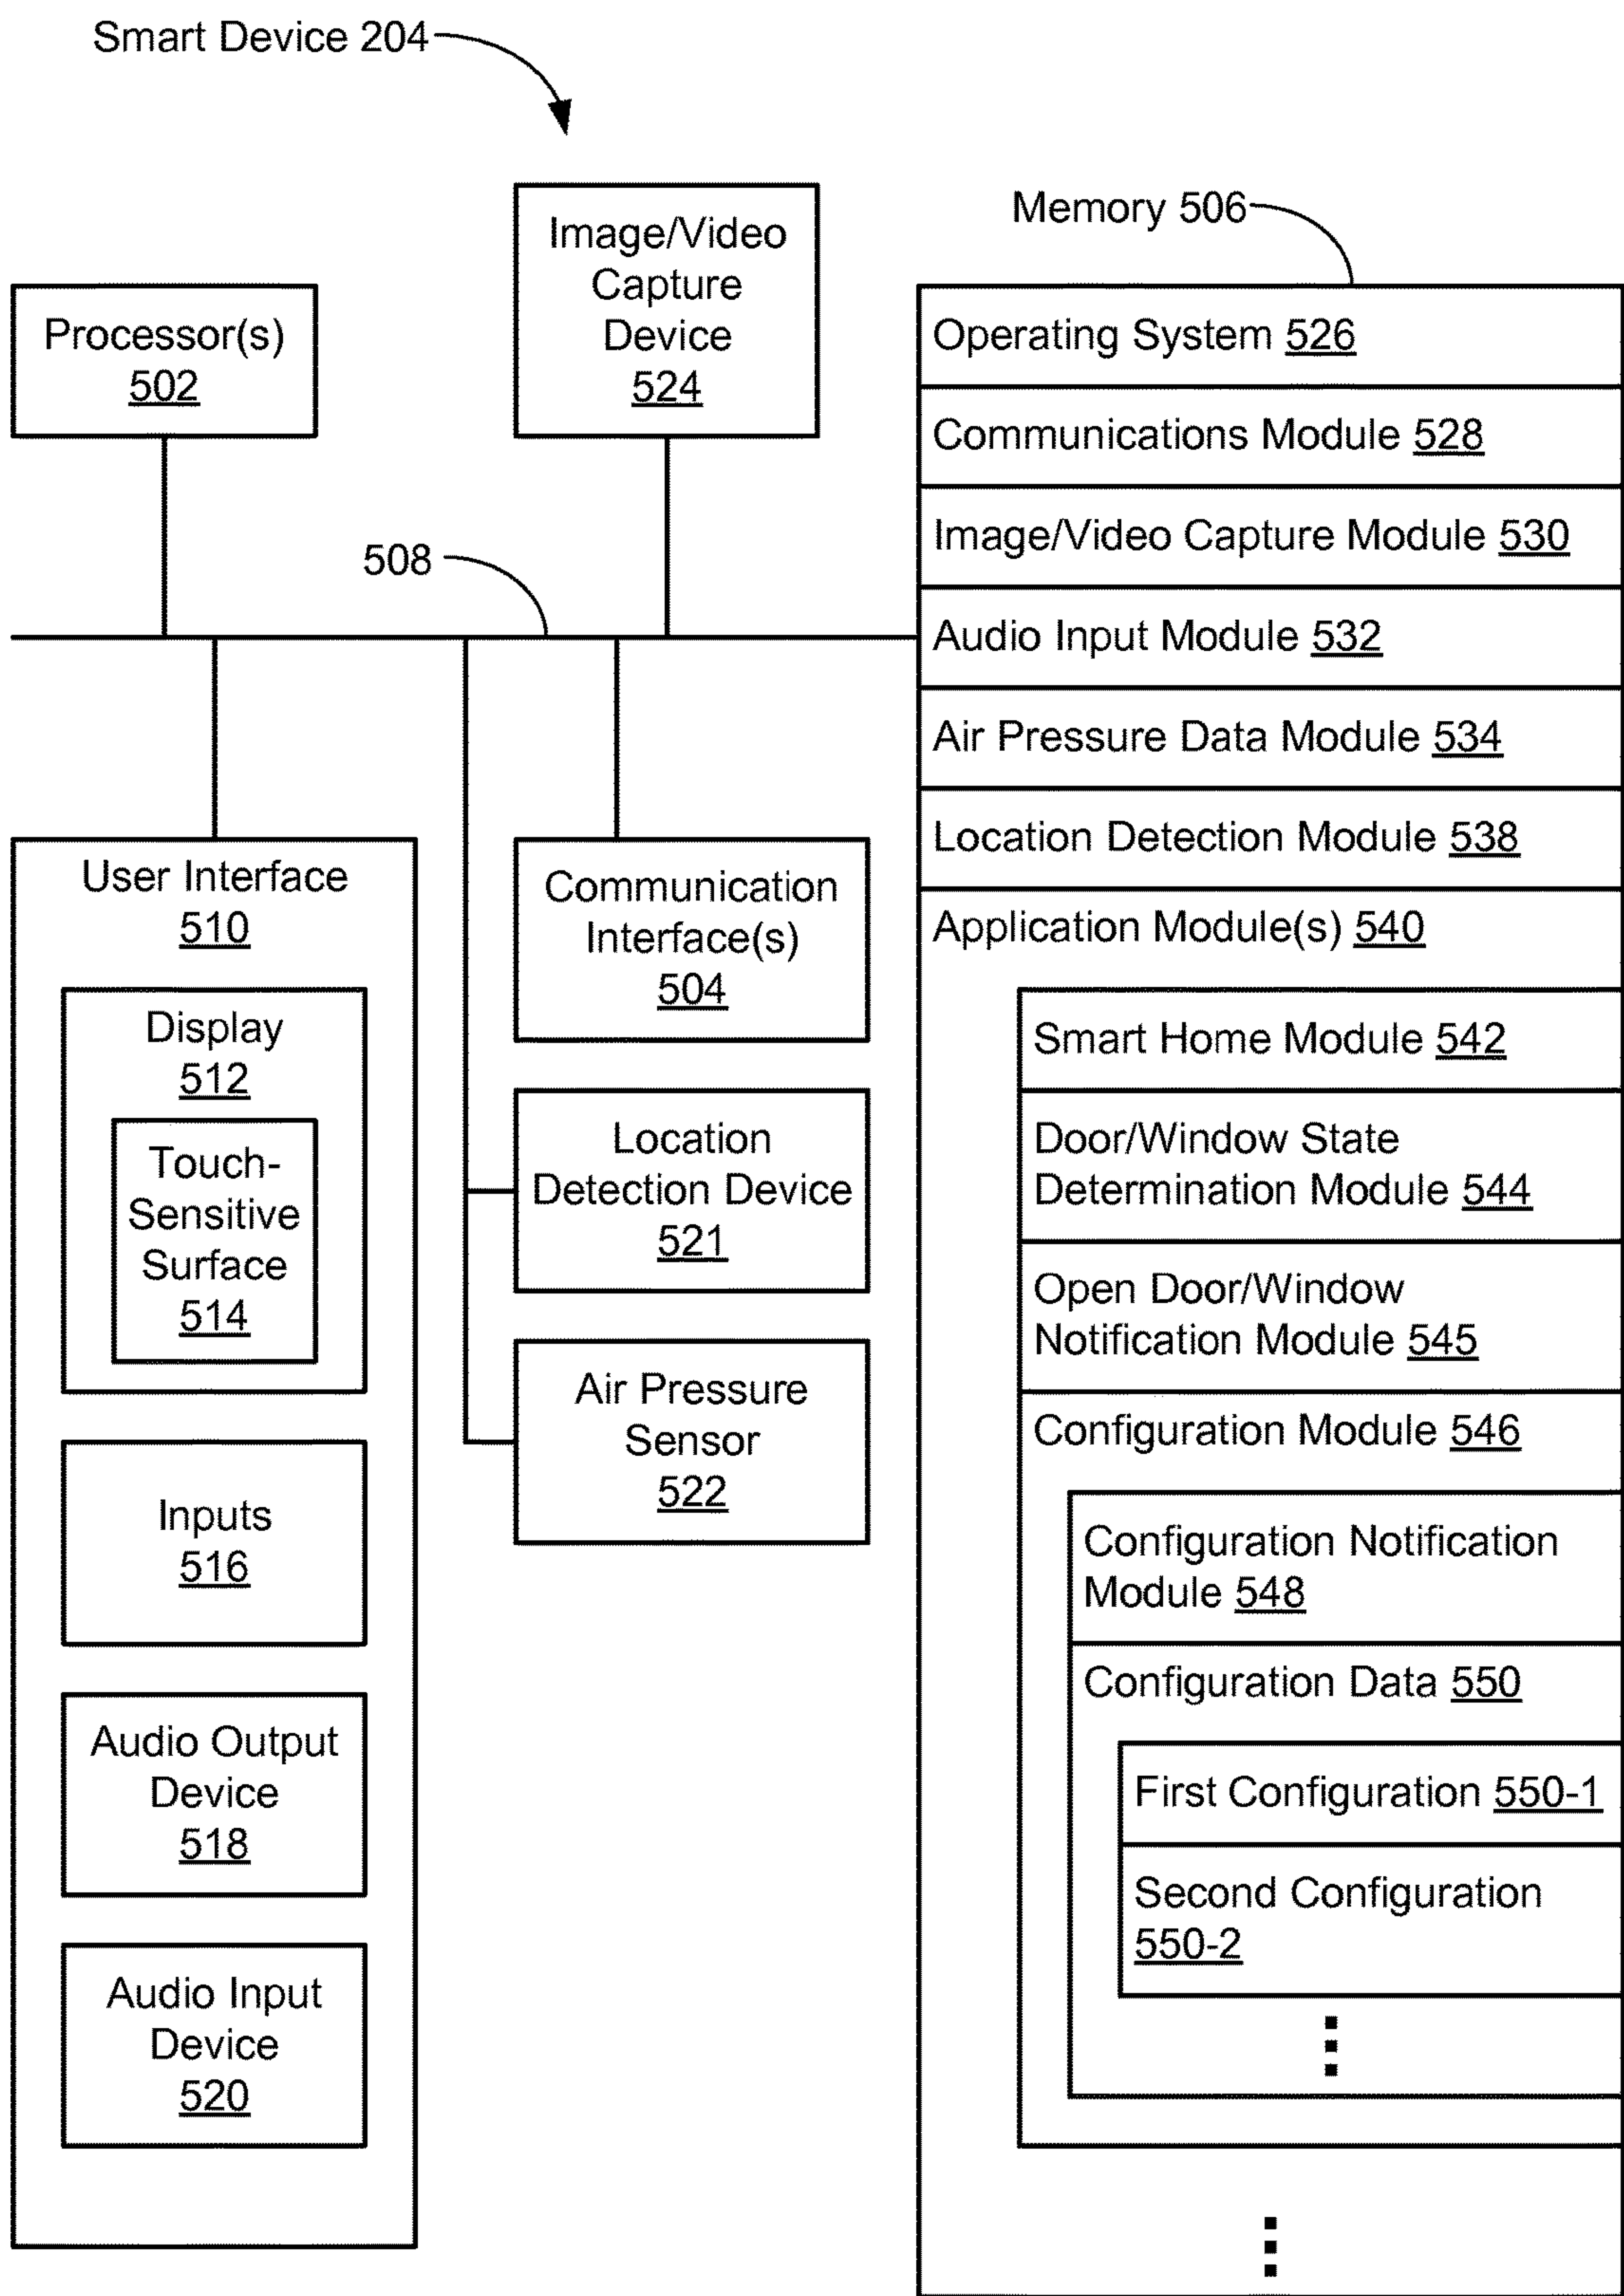 Smart Device 204
Image/Video
Capture
Device
524
Processor(s)
502
508
User Interface
510
Display
512
Touch-
Sensitive
Surface
514
Inputs
516
Audio Output
Device
518
Audio Input
Device
520
Communication
Interface(s)
504
Location
Detection Device
521
Air Pressure
Sensor
522
Memory 506
Operating System 526
Communications Module 528
Image/Video Capture Module 530
Audio Input Module 532
Air Pressure Data Module 534
Location Detection Module 538
Application Module(s) 540
Smart Home Module 542
Door/Window State
Determination Module 544
Open Door/Window
Notification Module 545
Configuration Module 546
Configuration Notification
Module 548
Configuration Data 550
First Configuration 550-1
Second Configuration
550-2